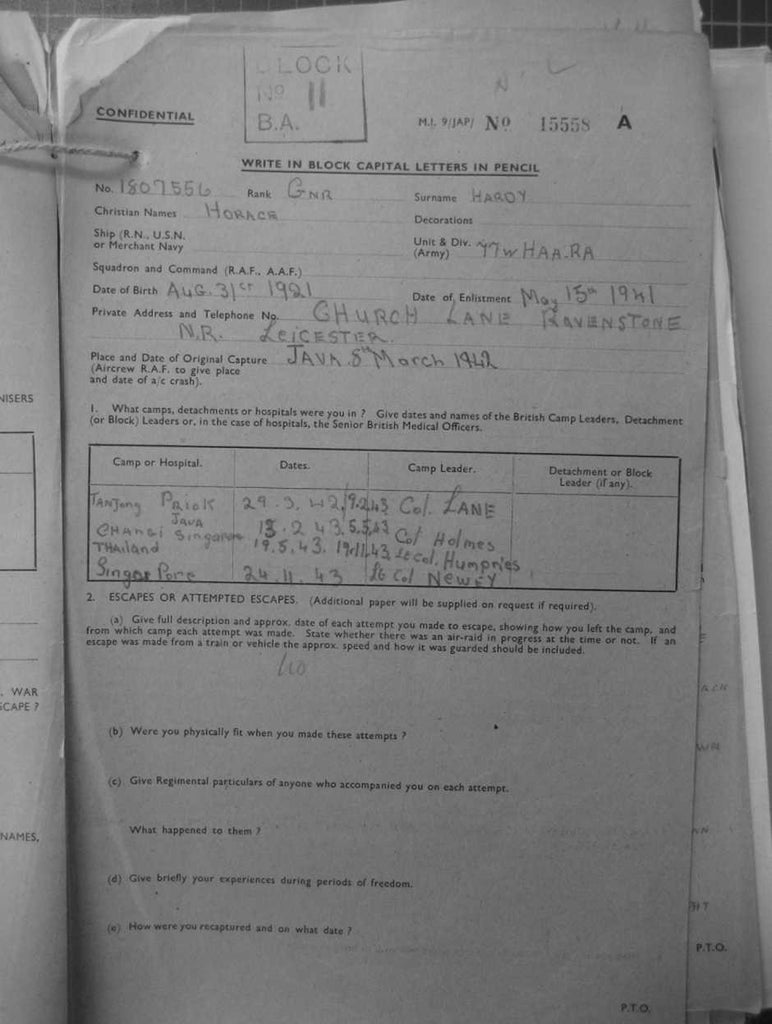 CONFIDENTIAL
BLOCK
No 11
B.A.
M.I. 9/JAP/ No 15558 A
WRITE IN BLOCK CAPITAL LETTERS IN PENCIL
No. 1807556 Rank GNR Surname HARDY
Christian Names HORACE Decorations
Ship (R.N., U.S.N.
or Merchant Navy
Unit & Div. 77TH HAA.RA
(Army)
Squadron and Command (R.A.F., A.A.F.)
Date of Birth AUG. 31ST 1921 Date of Enlistment May 15th 1941
Private Address and Telephone No. CHURCH LANE RAVENSTONE
N.R. LEICESTER.
Place and Date of Original Capture JAVA. 8th March 1942
(Aircrew R.A.F. to give place
and date of a/c crash).
1. What camps, detachments or hospitals were you in ? Give dates and names of the British Camp Leaders, Detachment
(or Block) Leaders or, in the case of hospitals, the Senior British Medical Officers.
Camp or Hospital. Dates. Camp Leader. Detachment or Block
Leader (if any).
TANJONG PRIOK 29.3.42 Col. LANE
JAVA
CHANGI Singapore 13.2 43. Col Holmes
THAILAND 19.5.43. 19.11.43 Lt Col. Humpries
Singapore 24.11.43 Lt Col NEWEY
2. ESCAPES OR ATTEMPTED ESCAPES. (Additional paper will be supplied on request if required).
(a) Give full description and approx. date of each attempt you made to escape, showing how you left the camp, and
from which camp each attempt was made. State whether there was an air-raid in progress at the time or not. If an
escape was made from a train or vehicle the approx. speed and how it was guarded should be included.
No
(b) Were you physically fit when you made these attempts ?
(c) Give Regimental particulars of anyone who accompanied you on each attempt.
What happened to them ?
(d) Give briefly your experiences during periods of freedom.
(e) How were you recaptured and on what date ?
P.T.O.
NISERS
. WAR
SCAPE ?
NAMES,
P.T.O.